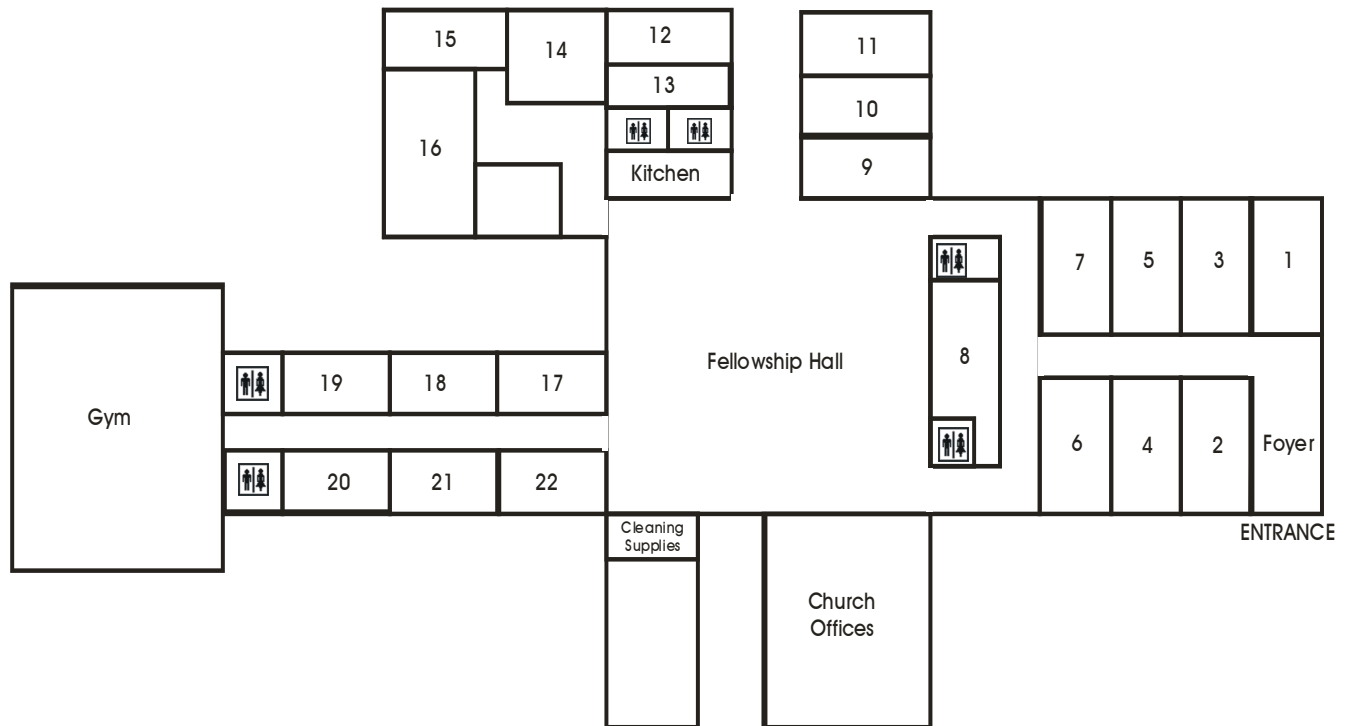 15
14
12
11
13
10
16
Kitchen
9
7
5
3
1
Fellowship Hall
8
19
18
17
Gym
6
4
2
Foyer
20
21
22
Cleaning
Supplies
ENTRANCE
Church
Offices